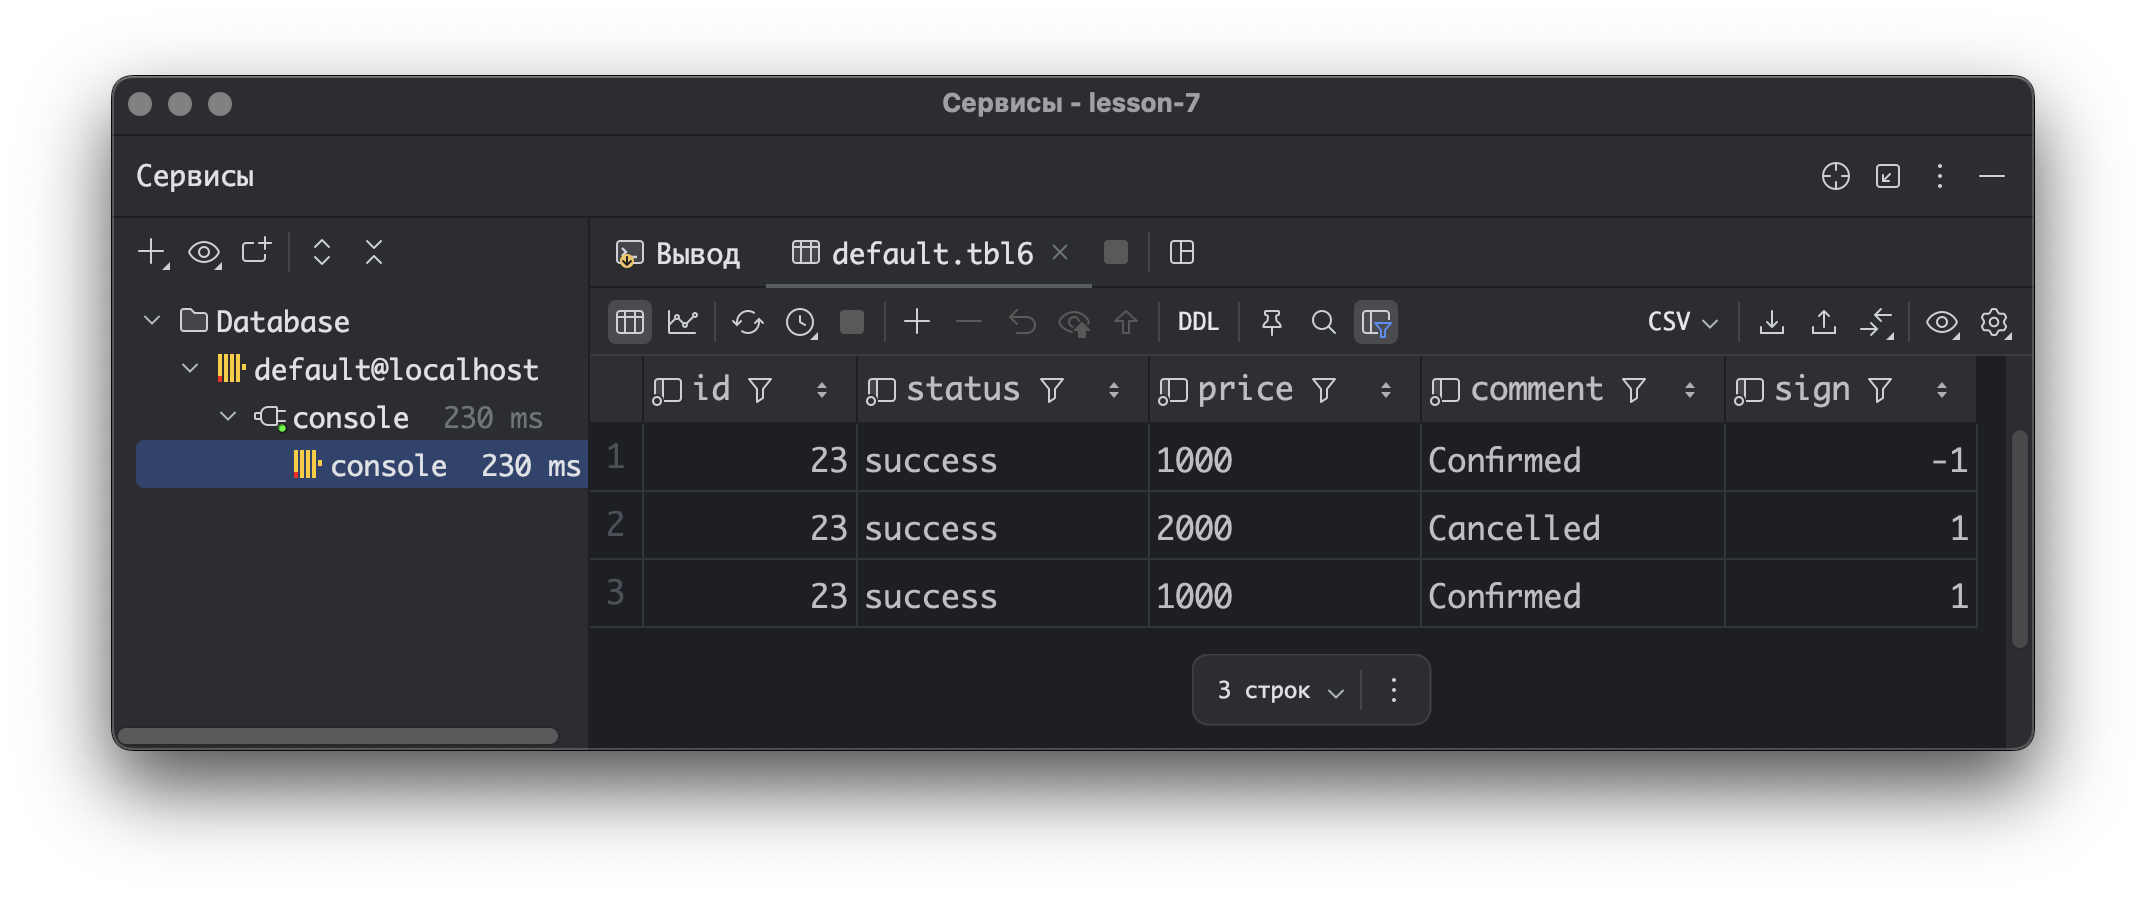 Сервисы - lesson-7
Сервисы
Вывод default.tbl6
DDL CSV
Database
default@localhost
console 230 ms
console 230 ms
id status price comment sign
1 23 success 1000 Confirmed -1
2 23 success 2000 Cancelled 1
3 23 success 1000 Confirmed 1
3 строк